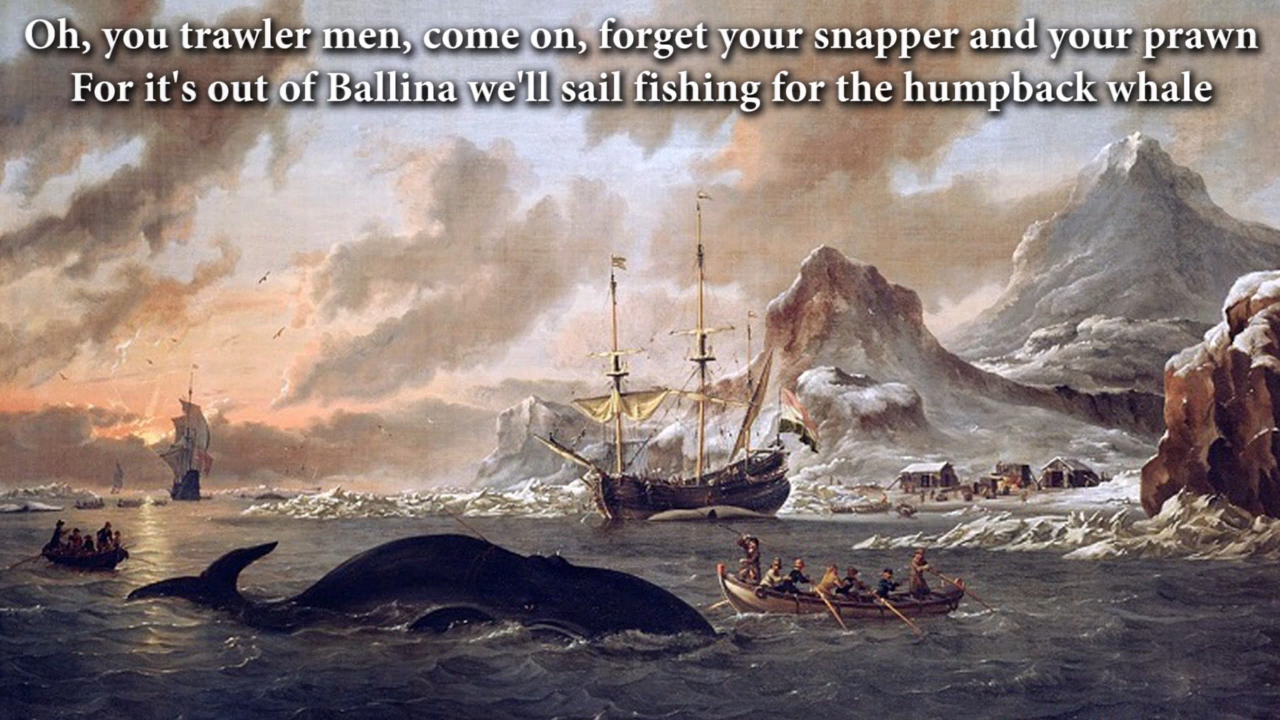 Oh, you trawler men, come on, forget your snapper and your prawn
For it's out of Ballina we'll sail fishing for the humpback whale